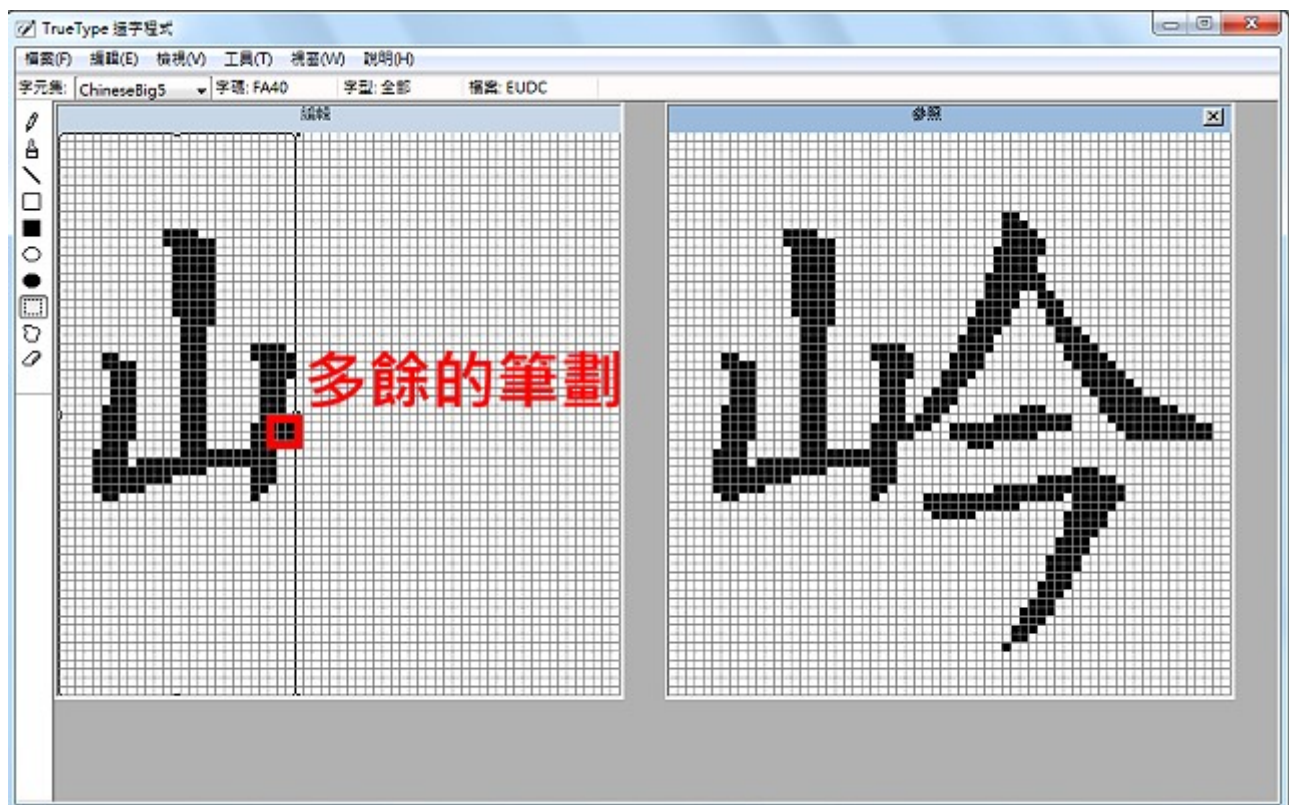 TrueType 造字程式
檔案(F) 編輯(E) 檢視(V) 工具(T) 視窗(W) 說明(H)
字元集: ChineseBig5 字碼: FA40 字型: 全部 檔案: EUDC
編輯
參照
山
岑
多餘的筆劃